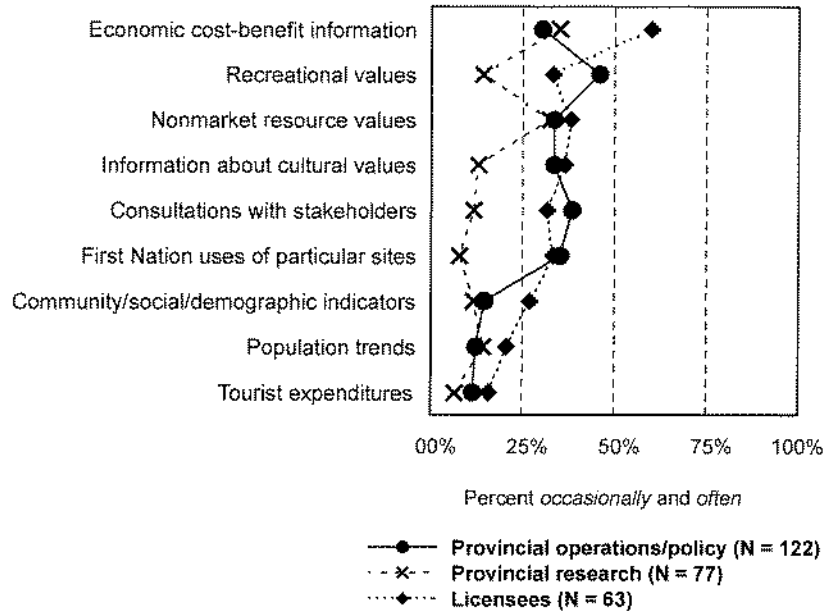 Economic cost-benefit information
Recreational values
Nonmarket resource values
Information about cultural values
Consultations with stakeholders
First Nation uses of particular sites
Community/social/demographic indicators
Population trends
Tourist expenditures
00% 25% 50% 75% 100%
Percent occasionally and often
Provincial operations/policy (N = 122)
Provincial research (N = 77)
Licensees (N = 63)